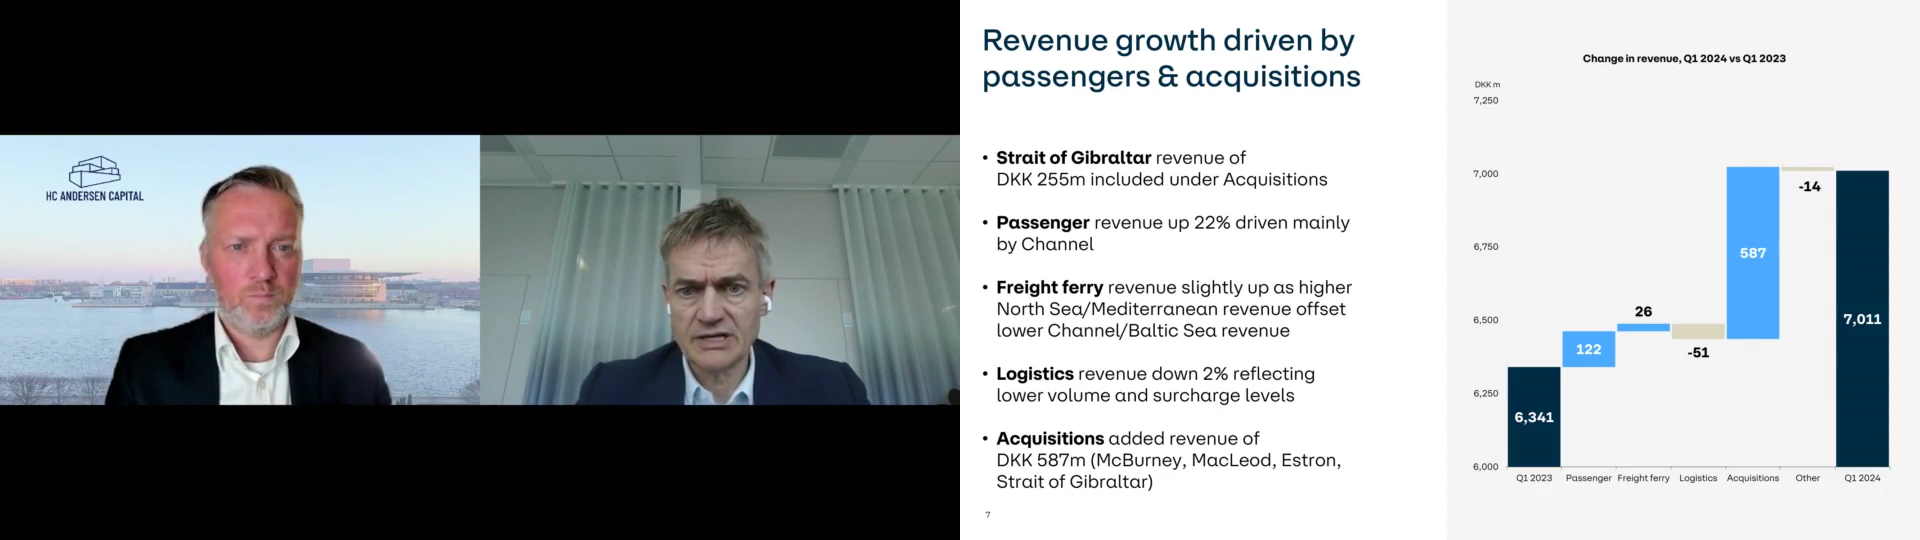 HC ANDERSEN CAPITAL
Revenue growth driven by
passengers & acquisitions
• Strait of Gibraltar revenue of
DKK 255m included under Acquisitions
• Passenger revenue up 22% driven mainly
by Channel
• Freight ferry revenue slightly up as higher
North Sea/Mediterranean revenue offset
lower Channel/Baltic Sea revenue
• Logistics revenue down 2% reflecting
lower volume and surcharge levels
• Acquisitions added revenue of
DKK 587m (McBurney, MacLeod, Estron,
Strait of Gibraltar)
7
Change in revenue, Q1 2024 vs Q1 2023
DKK m
7,250
7,000
6,750
6,500
6,250
6,000
6,341
122
26
-51
587
-14
7,011
Q1 2023 Passenger Freight ferry Logistics Acquisitions Other Q1 2024